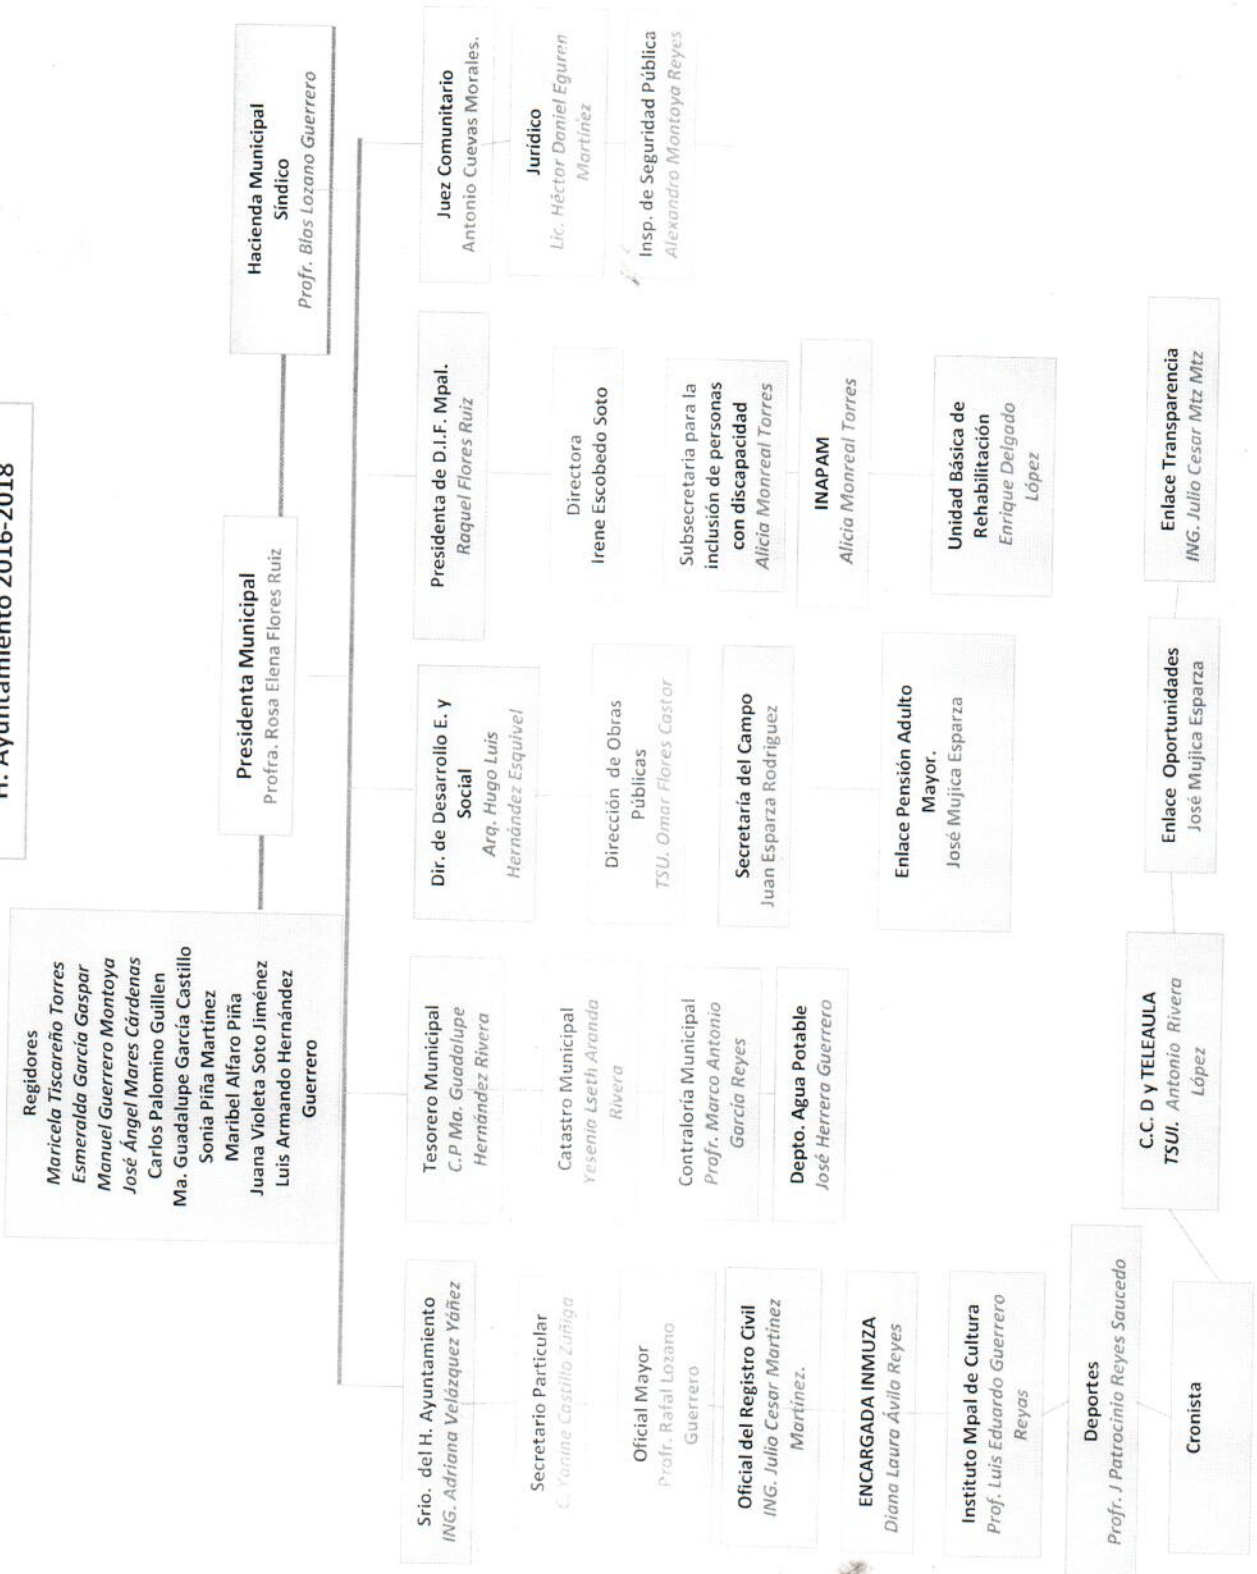 H. Ayuntamiento 2016-2018
Regidores
Maricela Tiscareño Torres
Esmeralda García Gaspar
Manuel Guerrero Montoya
José Ángel Mares Cárdenas
Carlos Palomino Guillen
Ma. Guadalupe García Castillo
Sonia Piña Martínez
Maribel Alfaro Piña
Juana Violeta Soto Jiménez
Luis Armando Hernández
Guerrero
Presidenta Municipal
Profra. Rosa Elena Flores Ruiz
Hacienda Municipal
Síndico
Profr. Blas Lozano Guerrero
Srio. del H. Ayuntamiento
ING. Adriana Velázquez Yáñez
Secretario Particular
C. Yanine Castillo Zuñiga
Oficial Mayor
Profr. Rafal Lozano
Guerrero
Oficial del Registro Civil
ING. Julio Cesar Martínez
Martínez.
ENCARGADA INMUZA
Diana Laura Ávila Reyes
Instituto Mpal de Cultura
Prof. Luis Eduardo Guerrero
Reyas
Deportes
Profr. J Patrocinio Reyes Saucedo
Cronista
Tesorero Municipal
C.P Ma. Guadalupe
Hernández Rivera
Catastro Municipal
Yesenia Lseth Aranda
Rivera
Contraloria Municipal
Profr. Marco Antonio
García Reyes
Depto. Agua Potable
José Herrera Guerrero
C.C. D y TELEAULA
TSUI. Antonio Rivera
López
Dir. de Desarrollo E. y
Social
Arq. Hugo Luis
Hernández Esquivel
Dirección de Obras
Públicas
TSU. Omar Flores Castor
Secretaría del Campo
Juan Esparza Rodriguez
Enlace Pensión Adulto
Mayor.
José Mujica Esparza
Enlace Oportunidades
José Mujica Esparza
Presidenta de D.I.F. Mpal.
Raquel Flores Ruiz
Directora
Irene Escobedo Soto
Subsecretaria para la
inclusión de personas
con discapacidad
Alicia Monreal Torres
INAPAM
Alicia Monreal Torres
Unidad Básica de
Rehabilitación
Enrique Delgado
López
Enlace Transparencia
ING. Julio Cesar Mtz Mtz
Juez Comunitario
Antonio Cuevas Morales.
Jurídico
Lic. Héctor Daniel Eguren
Martínez
Insp. de Seguridad Pública
Alexandro Montoya Reyes